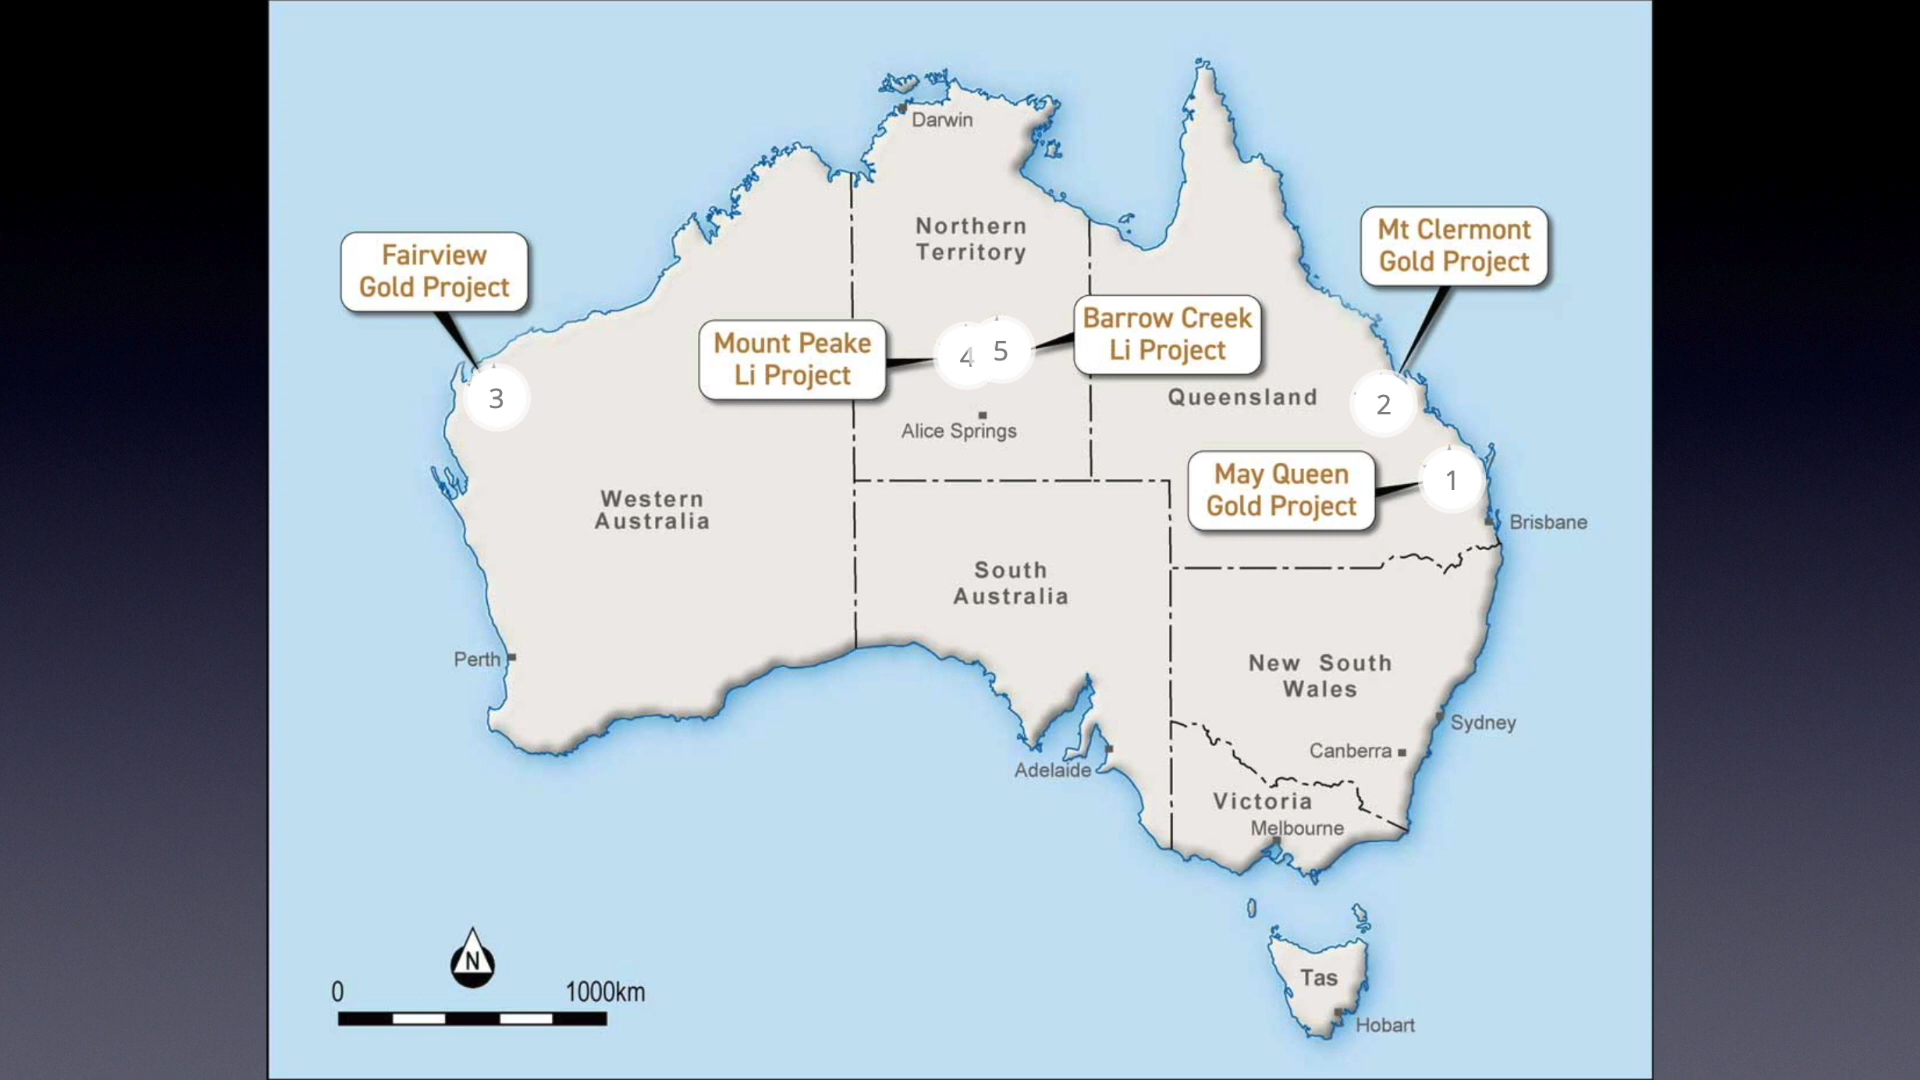 Darwin
Northern
Territory
Mt Clermont
Gold Project
Fairview
Gold Project
Mount Peake
Li Project
4
5
Barrow Creek
Li Project
3
Queensland
2
Alice Springs
May Queen
Gold Project
1
Western
Australia
Brisbane
South
Australia
Perth
New South
Wales
Sydney
Canberra
Adelaide
Victoria
Melbourne
N
Tas
0
1000km
Hobart